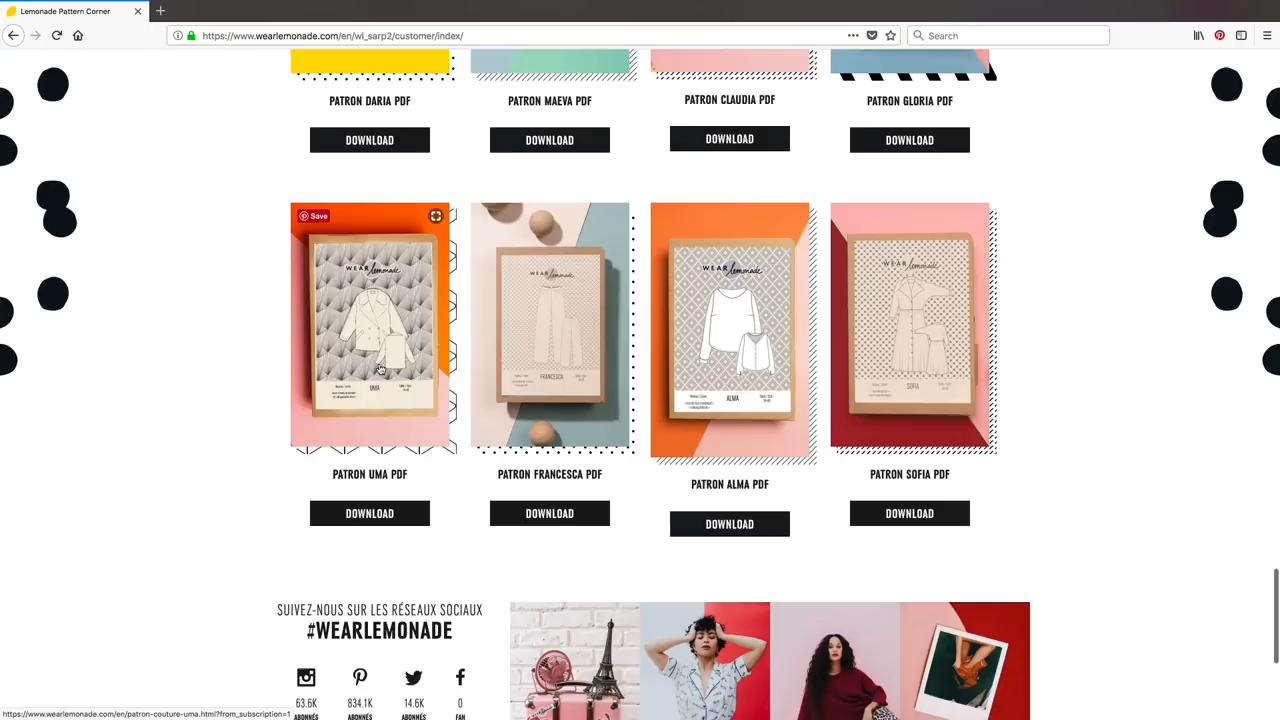 Lemonade Pattern Corner
https://www.wearlemonade.com/en/wl_sarp2/customer/index/
Search
PATRON DARIA PDF
PATRON MAEVA PDF
PATRON CLAUDIA PDF
PATRON GLORIA PDF
DOWNLOAD
DOWNLOAD
DOWNLOAD
DOWNLOAD
Save
WEAR lemonade
WEAR lemonade
WEAR lemonade
WEAR lemonade
UMA
FRANCESCA
ALMA
SOFIA
PATRON UMA PDF
PATRON FRANCESCA PDF
PATRON ALMA PDF
PATRON SOFIA PDF
DOWNLOAD
DOWNLOAD
DOWNLOAD
DOWNLOAD
SUIVEZ-NOUS SUR LES RÉSEAUX SOCIAUX
#WEARLEMONADE
63.6K
834.1K
14.6K
0
ABONNÉS
ABONNÉS
ABONNÉS
FAN
https://www.wearlemonade.com/en/patron-couture-uma.html?from_subscription=1